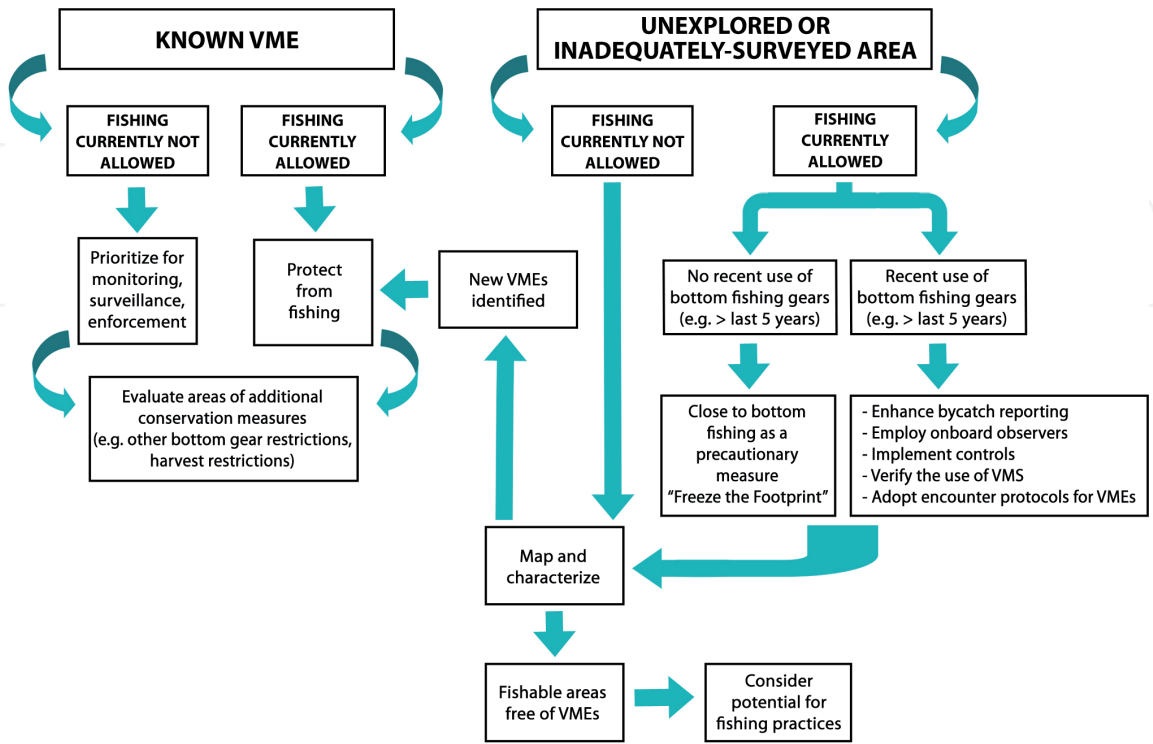 KNOWN VME
UNEXPLORED OR
INADEQUATELY-SURVEYED AREA
FISHING
CURRENTLY NOT
ALLOWED
FISHING
CURRENTLY
ALLOWED
FISHING
CURRENTLY NOT
ALLOWED
FISHING
CURRENTLY
ALLOWED
Prioritize for
monitoring,
surveillance,
enforcement
Protect
from
fishing
New VMEs
identified
No recent use of
bottom fishing gears
(e.g. > last 5 years)
Recent use of
bottom fishing gears
(e.g. > last 5 years)
Evaluate areas of additional
conservation measures
(e.g. other bottom gear restrictions,
harvest restrictions)
Close to bottom
fishing as a
precautionary
measure
“Freeze the Footprint”
- Enhance bycatch reporting
- Employ onboard observers
- Implement controls
- Verify the use of VMS
- Adopt encounter protocols for VMEs
Map and
characterize
Fishable areas
free of VMEs
Consider
potential for
fishing practices